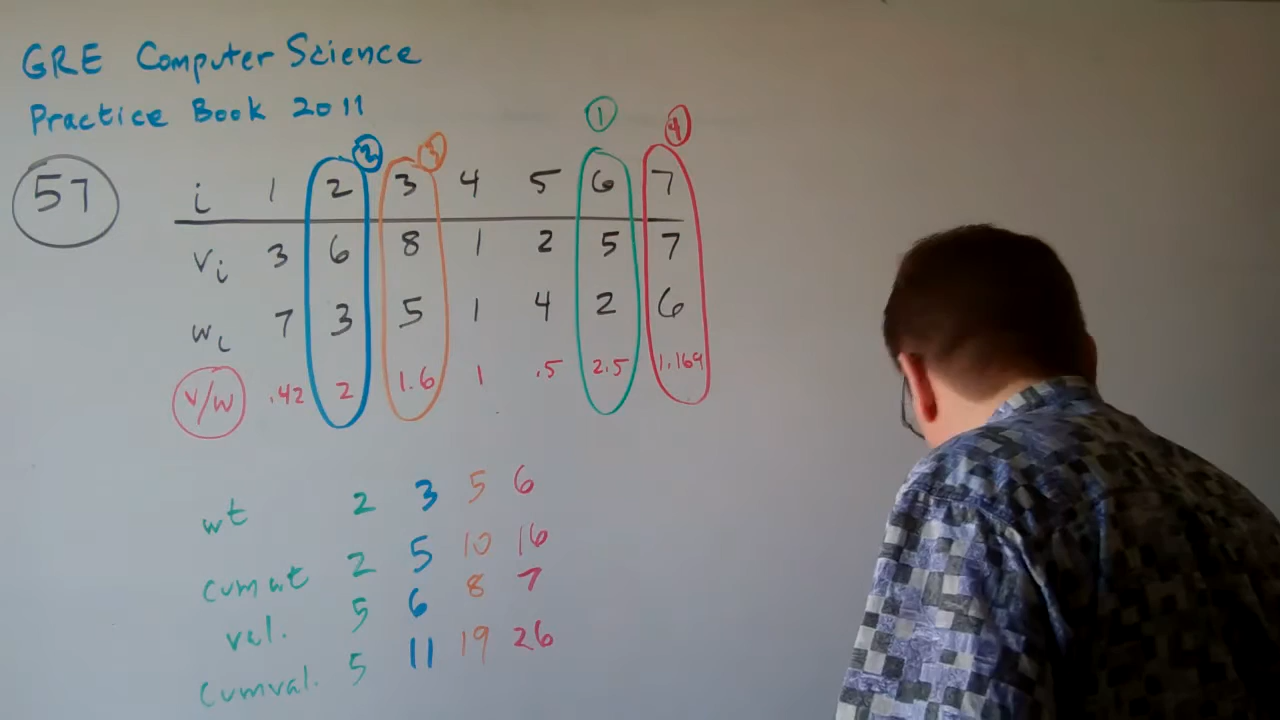 GRE Computer Science
Practice Book 2011
① ② ③ ④
57
i 1 2 3 4 5 6 7
vi 3 6 8 1 2 5 7
wi 7 3 5 1 4 2 6
v/w .42 2 1.6 1 .5 2.5 1.169
wt 2 3 5 6
cumwt 2 5 10 16
val. 5 6 8 7
cumval. 5 11 19 26